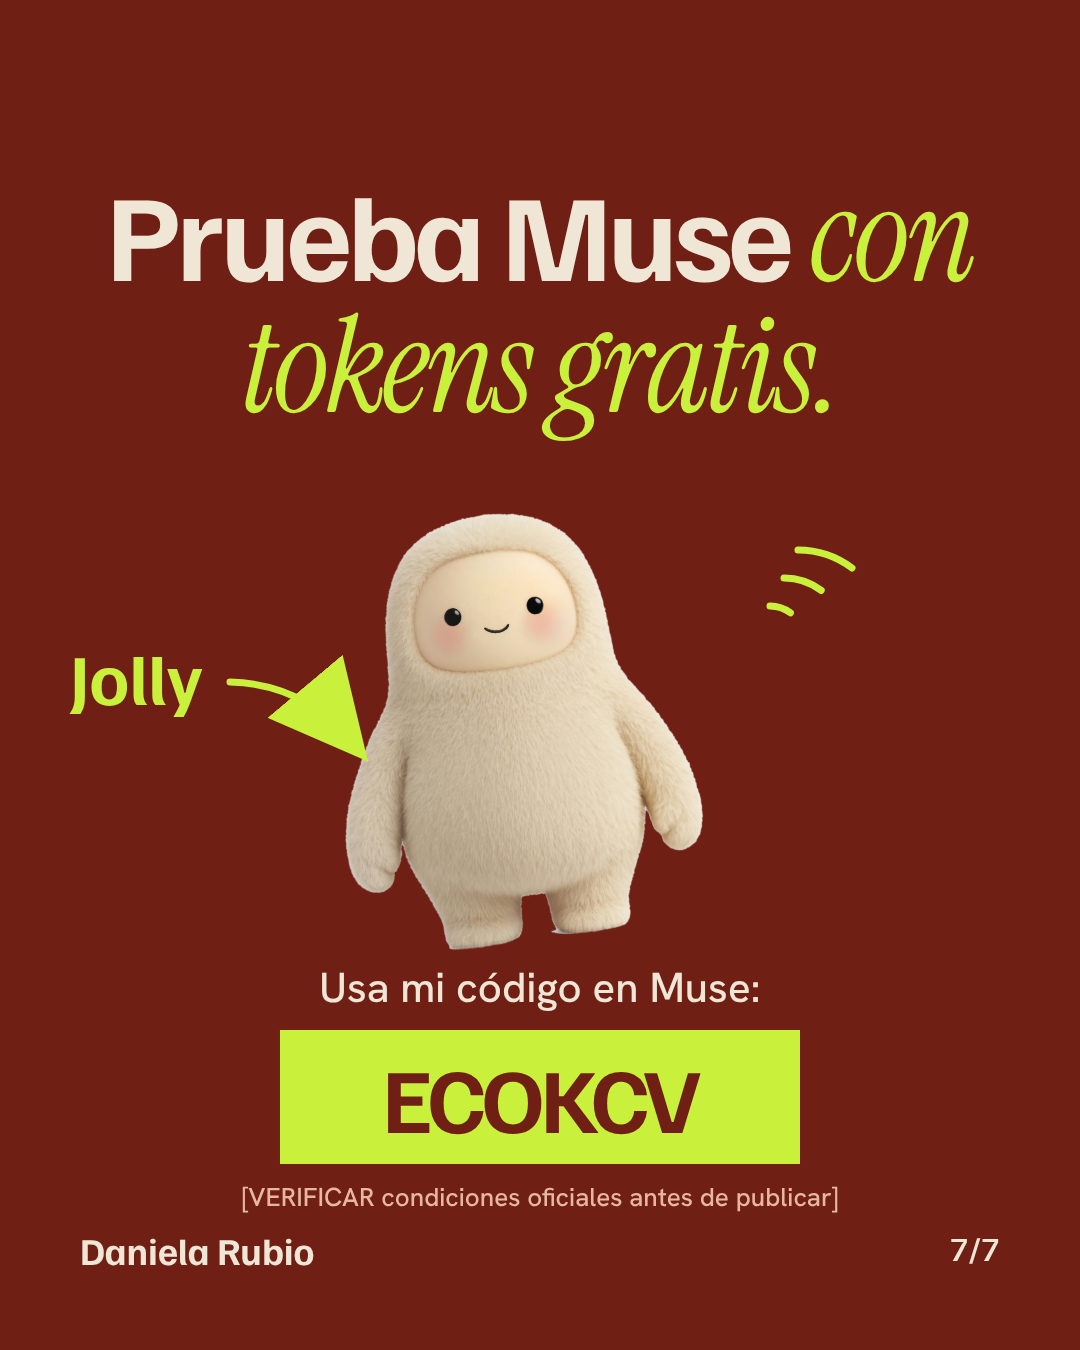 Prueba Muse con
tokens gratis.
Jolly
Usa mi código en Muse:
ECOKCV
[VERIFICAR condiciones oficiales antes de publicar]
Daniela Rubio
7/7